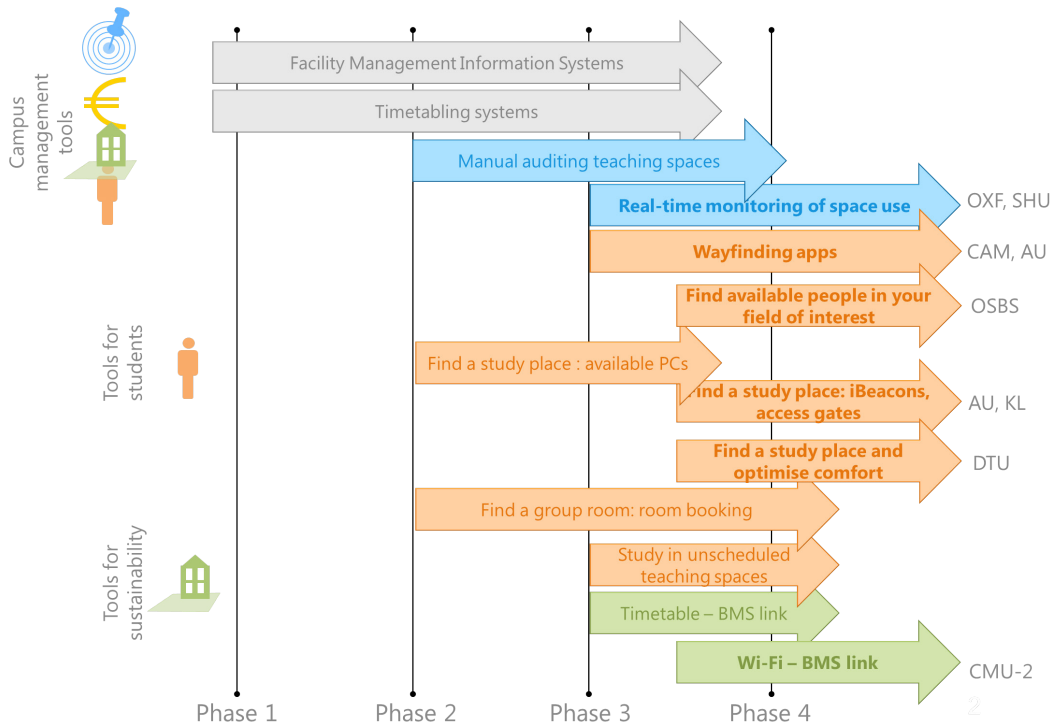 Campus
management
tools
Facility Management Information Systems
Timetabling systems
Manual auditing teaching spaces
Real-time monitoring of space use
OXF, SHU
Wayfinding apps
CAM, AU
Find available people in your
field of interest
OSBS
Tools for
students
Find a study place : available PCs
Find a study place: iBeacons,
access gates
AU, KL
Find a study place and
optimise comfort
DTU
Find a group room: room booking
Tools for
sustainability
Study in unscheduled
teaching spaces
Timetable – BMS link
Wi-Fi – BMS link
CMU-2
2
Phase 1
Phase 2
Phase 3
Phase 4